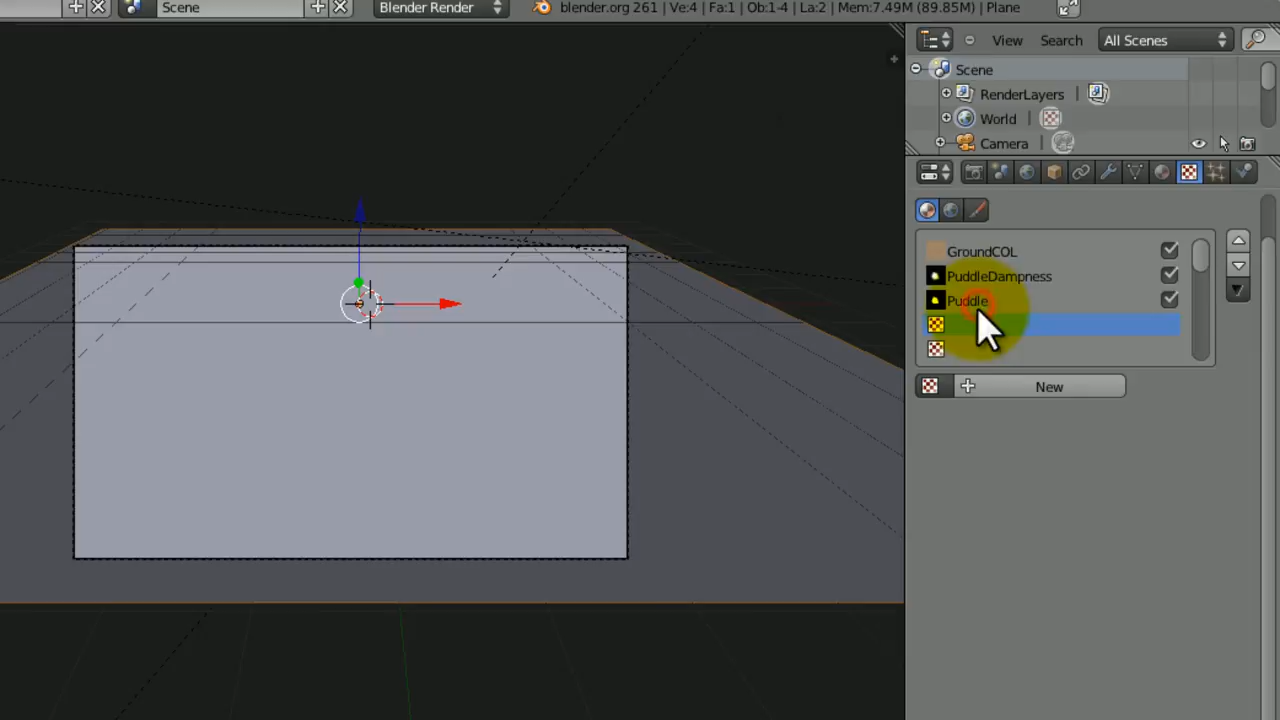 Scene
Blender Render
blender.org 261 | Ve:4 | Fa:1 | Ob:1-4 | La:2 | Mem:7.49M (89.85M) | Plane
View
Search
All Scenes
Scene
RenderLayers
World
Camera
GroundCOL
PuddleDampness
Puddle
New